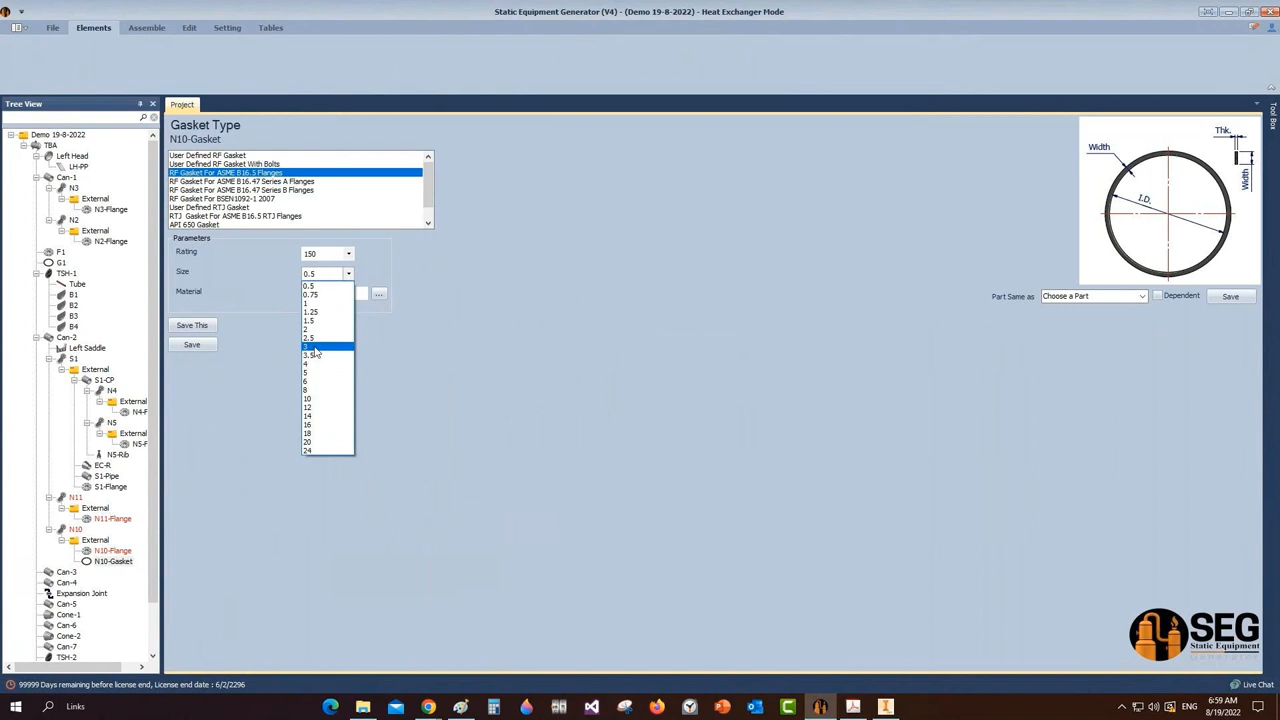 Static Equipment Generator (V4) - (Demo 19-8-2022) - Heat Exchanger Mode
File Elements Assemble Edit Setting Tables
Tree View
Project
Tool Box
Demo 19-8-2022
TBA
Left Head
LH-PP
Can-1
N3
External
N3-Flange
N2
External
N2-Flange
F1
G1
TSH-1
Tube
B1
B2
B3
B4
Can-2
Left Saddle
S1
External
S1-CP
N4
External
N4-F
N5
External
N5-F
N5-Rib
EC-R
S1-Pipe
S1-Flange
N11
External
N11-Flange
N10
External
N10-Flange
N10-Gasket
Can-3
Can-4
Expansion Joint
Can-5
Cone-1
Can-6
Cone-2
Can-7
TSH-2
Gasket Type
N10-Gasket
User Defined RF Gasket
User Defined RF Gasket With Bolts
RF Gasket For ASME B16.5 Flanges
RF Gasket For ASME B16.47 Series A Flanges
RF Gasket For ASME B16.47 Series B Flanges
RF Gasket For BSEN1092-1 2007
User Defined RTJ Gasket
RTJ Gasket For ASME B16.5 RTJ Flanges
API 650 Gasket
Parameters
Rating 150
Size 0.5
Material ...
0.5
0.75
1
1.25
1.5
2
2.5
3
3.5
4
5
6
8
10
12
14
16
18
20
24
Save This
Save
Thk.
Width
Width
I.D.
Part Same as Choose a Part Dependent Save
SEG
Static Equipment
Generator
99999 Days remaining before license end, License end date : 6/2/2296
Live Chat
Links
6:59 AM
8/19/2022